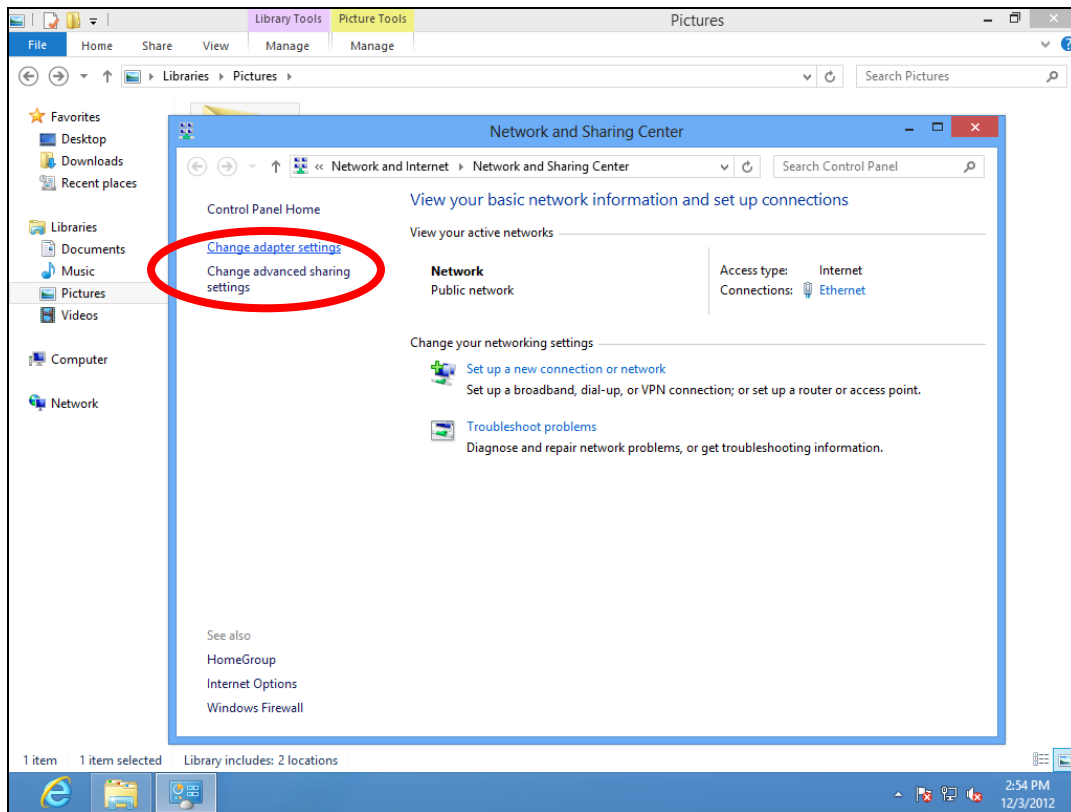 Library Tools Picture Tools Pictures
File Home Share View Manage Manage
Libraries Pictures Search Pictures
Favorites
Desktop
Downloads
Recent places
Libraries
Documents
Music
Pictures
Videos
Computer
Network
Network and Sharing Center
« Network and Internet Network and Sharing Center Search Control Panel
Control Panel Home
Change adapter settings
Change advanced sharing
settings
See also
HomeGroup
Internet Options
Windows Firewall
View your basic network information and set up connections
View your active networks
Network
Public network
Access type: Internet
Connections: Ethernet
Change your networking settings
Set up a new connection or network
Set up a broadband, dial-up, or VPN connection; or set up a router or access point.
Troubleshoot problems
Diagnose and repair network problems, or get troubleshooting information.
1 item 1 item selected Library includes: 2 locations
2:54 PM
12/3/2012